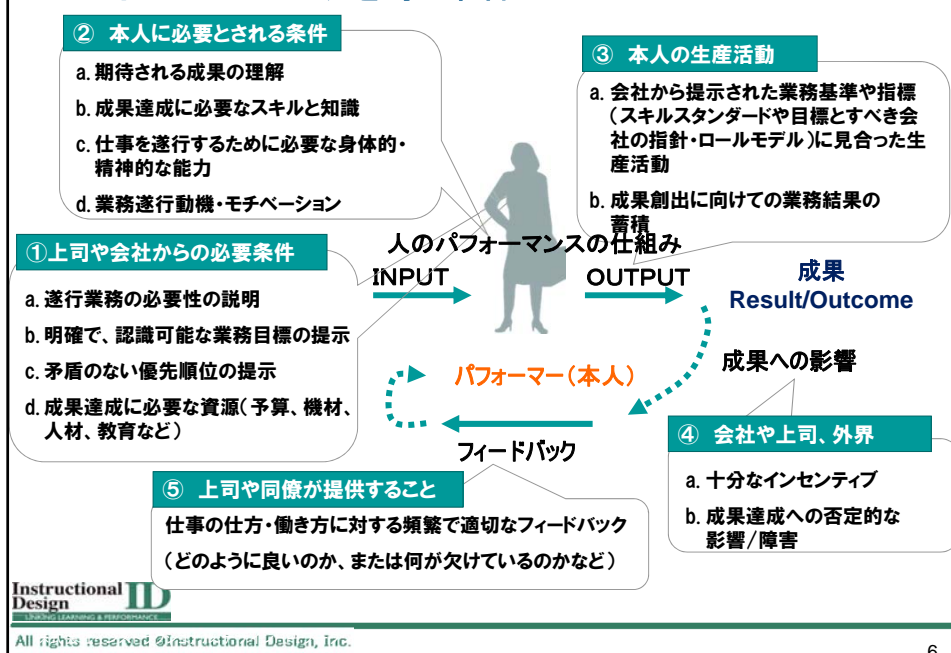 ② 本人に必要とされる条件
a. 期待される成果の理解
b. 成果達成に必要なスキルと知識
c. 仕事を遂行するために必要な身体的・
精神的な能力
d. 業務遂行動機・モチベーション
③ 本人の生産活動
a. 会社から提示された業務基準や指標
(スキルスタンダードや目標とすべき会
社の指針・ロールモデル)に見合った生
産活動
b. 成果創出に向けての業務結果の
蓄積
人のパフォーマンスの仕組み
①上司や会社からの必要条件
a. 遂行業務の必要性の説明
b. 明確で、認識可能な業務目標の提示
c. 矛盾のない優先順位の提示
d. 成果達成に必要な資源(予算、機材、
人材、教育など)
INPUT
OUTPUT
成果
Result/Outcome
成果への影響
パフォーマー(本人)
フィードバック
④ 会社や上司、外界
a. 十分なインセンティブ
b. 成果達成への否定的な
影響/障害
⑤ 上司や同僚が提供すること
仕事の仕方・働き方に対する頻繁で適切なフィードバック
(どのように良いのか、または何が欠けているのかなど)
Instructional
Design ID
LINKING LEARNING & PERFORMANCE
All rights reserved @Instructional Design, Inc.
6